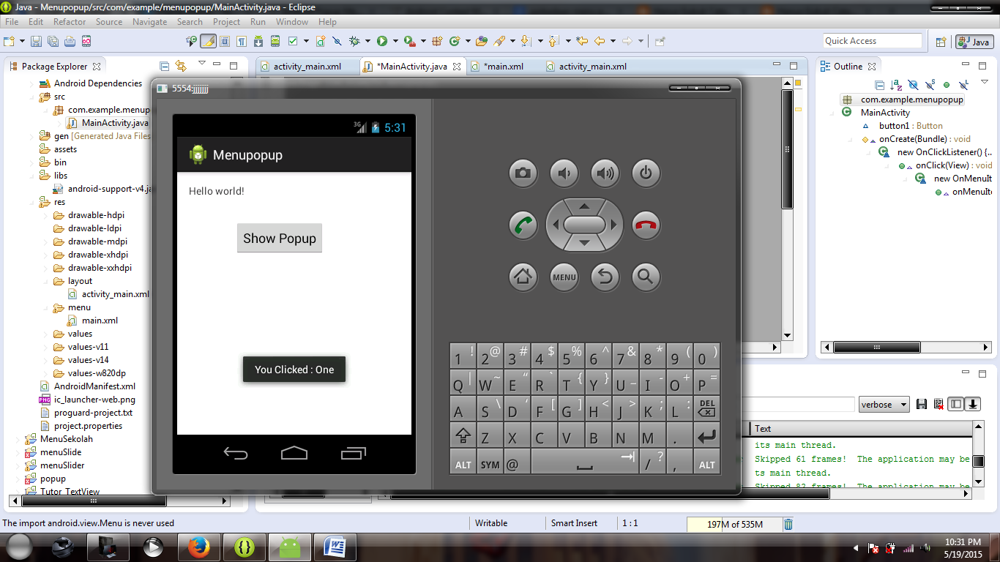 Java - Menupopup/src/com/example/menupopup/MainActivity.java - Eclipse
File Edit Refactor Source Navigate Search Project Run Window Help
Quick Access
Java
Package Explorer
activity_main.xml
*MainActivity.java
*main.xml
activity_main.xml
Outline
Android Dependencies
src
com.example.menup
MainActivity.java
gen [Generated Java Files
assets
bin
libs
android-support-v4.ja
res
drawable-hdpi
drawable-ldpi
drawable-mdpi
drawable-xhdpi
drawable-xxhdpi
layout
activity_main.xml
menu
main.xml
values
values-v11
values-v14
values-w820dp
AndroidManifest.xml
ic_launcher-web.png
proguard-project.txt
project.properties
MenuSekolah
menuSlide
menuSlider
popup
Tutor_TextView
5554:jjjjjjj
3G 5:31
Menupopup
Hello world!
Show Popup
You Clicked : One
MENU
1 ! 2 @ 3 # 4 $ 5 % 6 ^ 7 & 8 * 9 ( 0 )
Q | W ~ E “ R ` T { Y } U _ I - O + P =
A S \ D ‘ F [ G ] H < J > K ; L : DEL
Z X C V B N M .
ALT SYM @ / ? , ALT
com.example.menupopup
MainActivity
button1 : Button
onCreate(Bundle) : void
new OnClickListener() {..
onClick(View) : void
new OnMenuIt
onMenuIte
verbose
Text
its main thread.
Skipped 61 frames! The application may be
ts main thread.
Skipped 82 frames! The application may be
The import android.view.Menu is never used
Writable
Smart Insert
1 : 1
197M of 535M
10:31 PM
5/19/2015